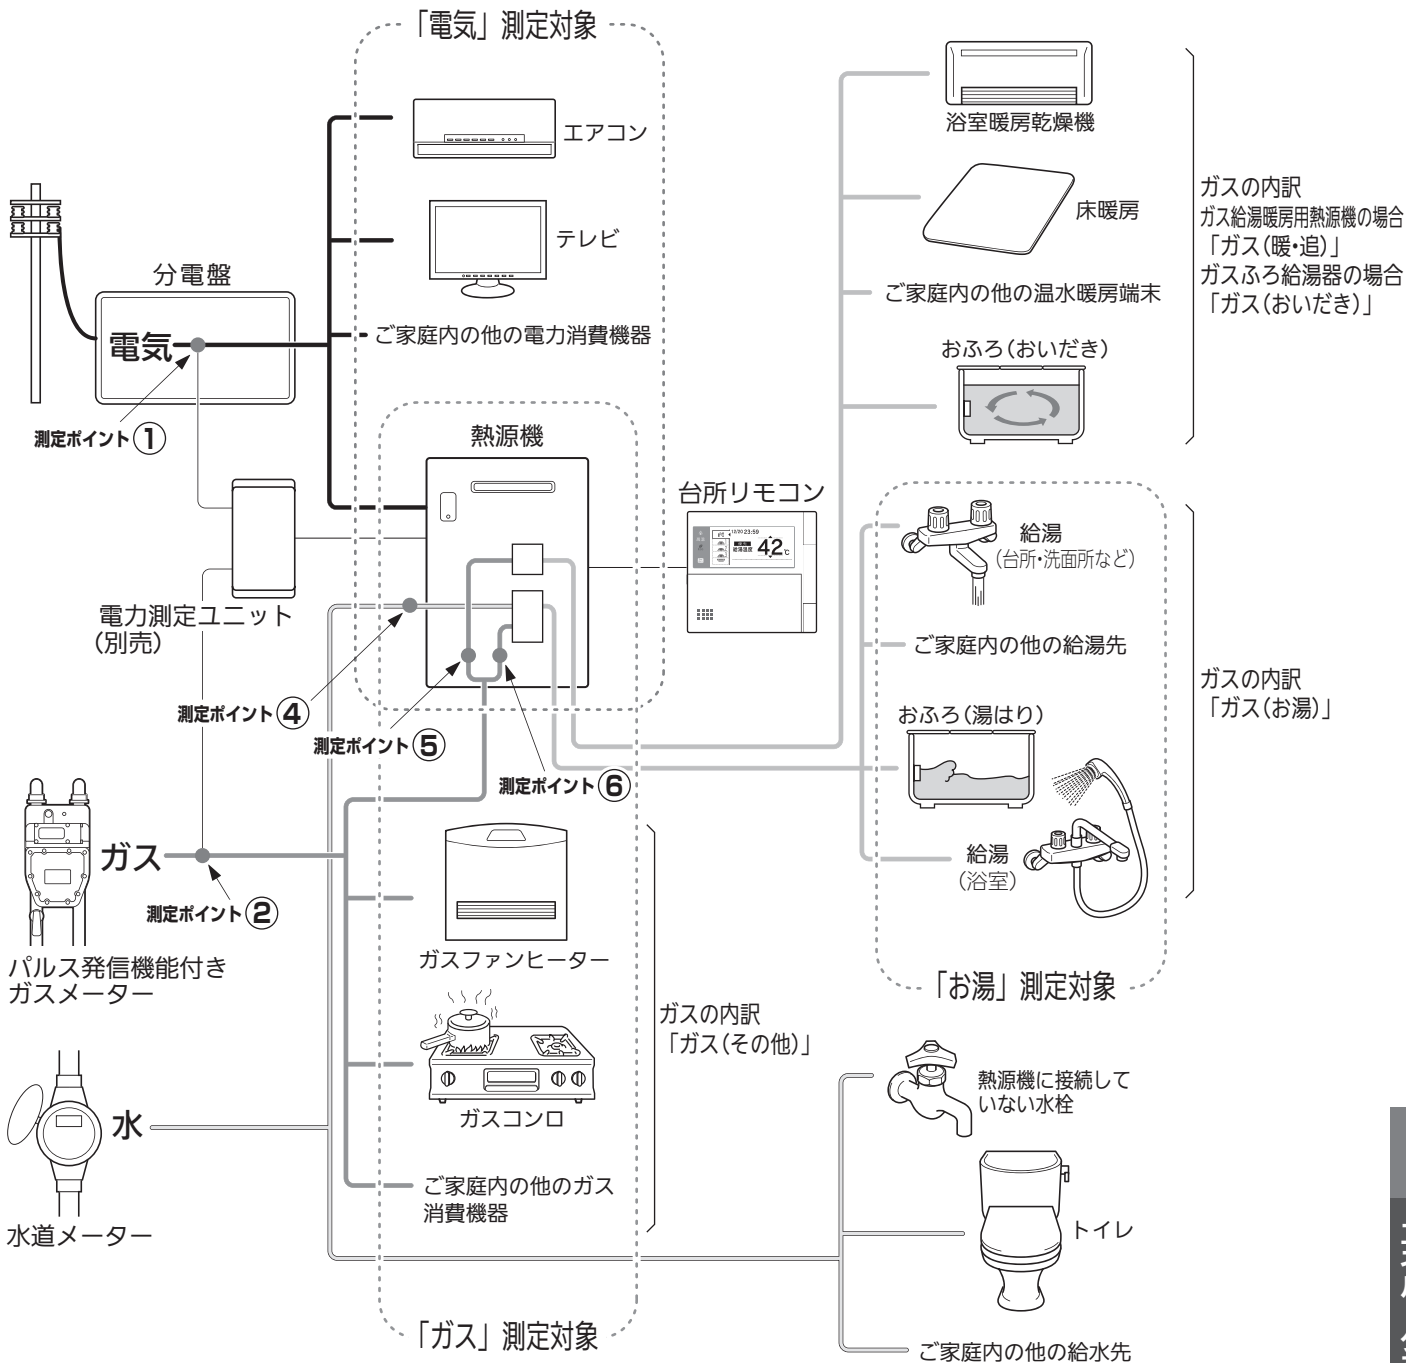 「電気」測定対象
エアコン
テレビ
ご家庭内の他の電力消費機器
分電盤
電気
測定ポイント①
熱源機
台所リモコン
12/20 23:59
給湯温度 42℃
電力測定ユニット
(別売)
測定ポイント④
測定ポイント⑤
測定ポイント⑥
ガス
測定ポイント②
パルス発信機能付き
ガスメーター
水
水道メーター
ガスファンヒーター
ガスコンロ
ご家庭内の他のガス
消費機器
ガスの内訳
「ガス(その他)」
「ガス」測定対象
浴室暖房乾燥機
床暖房
ご家庭内の他の温水暖房端末
おふろ(おいだき)
ガスの内訳
ガス給湯暖房用熱源機の場合
「ガス(暖・追)」
ガスふろ給湯器の場合
「ガス(おいだき)」
給湯
(台所・洗面所など)
ご家庭内の他の給湯先
おふろ(湯はり)
給湯
(浴室)
ガスの内訳
「ガス(お湯)」
「お湯」測定対象
熱源機に接続して
いない水栓
トイレ
ご家庭内の他の給水先